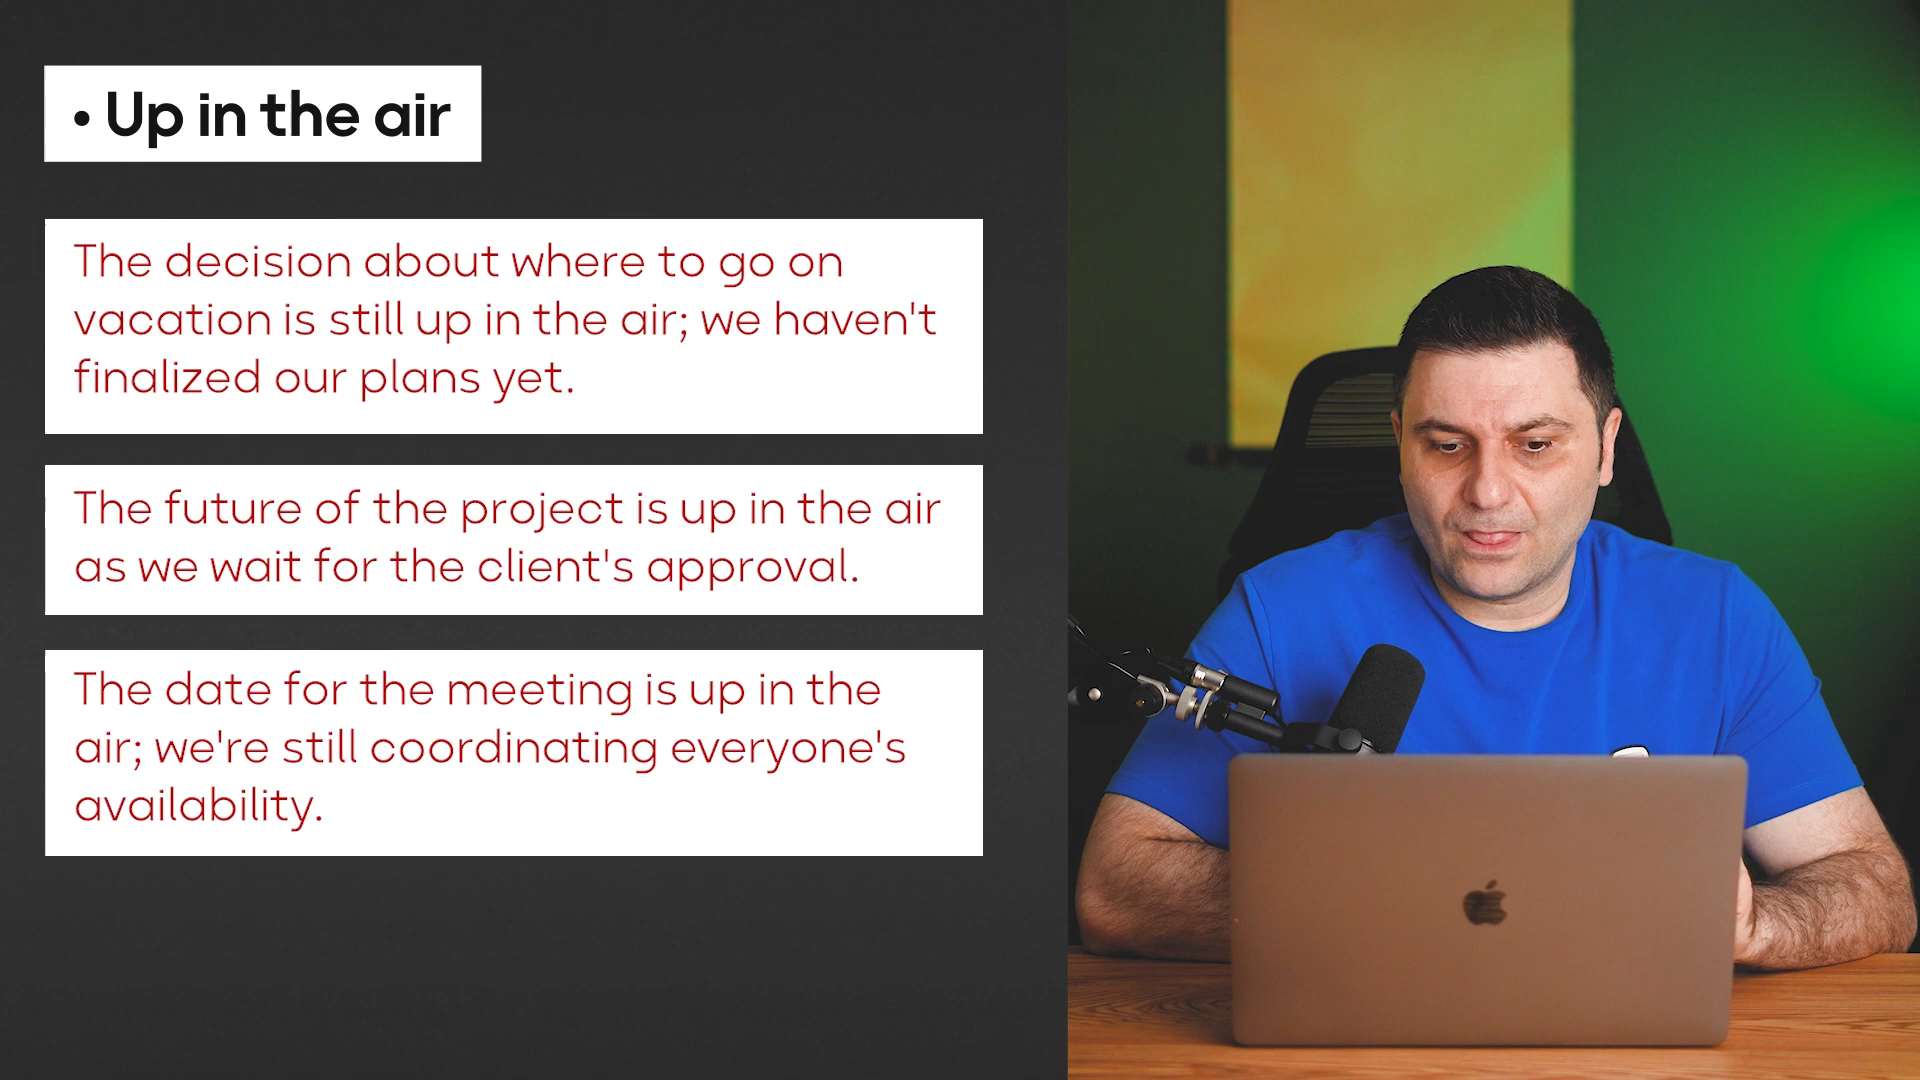 • Up in the air
The decision about where to go on
vacation is still up in the air; we haven't
finalized our plans yet.
The future of the project is up in the air
as we wait for the client's approval.
The date for the meeting is up in the
air; we're still coordinating everyone's
availability.